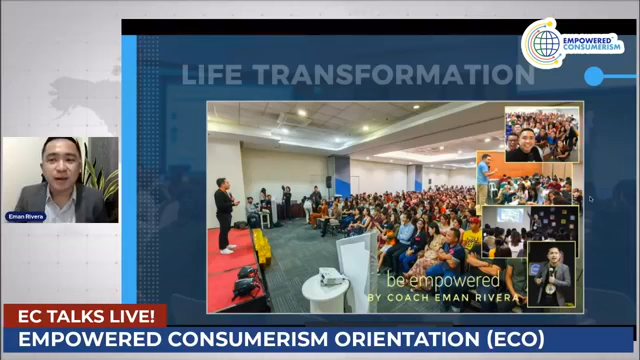 EMPOWERED
CONSUMERISM
LIFE TRANSFORMATION
Eman Rivera
be empowered
BY COACH EMAN RIVERA
EC TALKS LIVE!
EMPOWERED CONSUMERISM ORIENTATION (ECO)